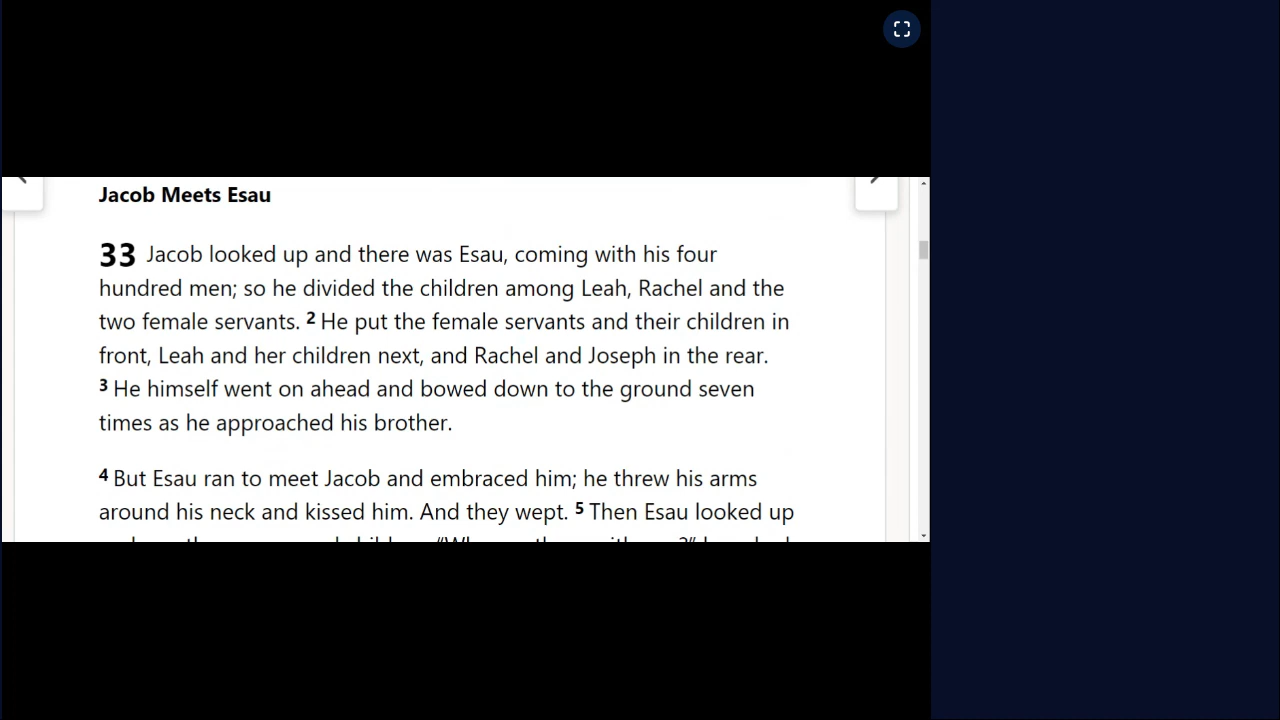 Jacob Meets Esau
33 Jacob looked up and there was Esau, coming with his four
hundred men; so he divided the children among Leah, Rachel and the
two female servants. 2 He put the female servants and their children in
front, Leah and her children next, and Rachel and Joseph in the rear.
3 He himself went on ahead and bowed down to the ground seven
times as he approached his brother.
4 But Esau ran to meet Jacob and embraced him; he threw his arms
around his neck and kissed him. And they wept. 5 Then Esau looked up